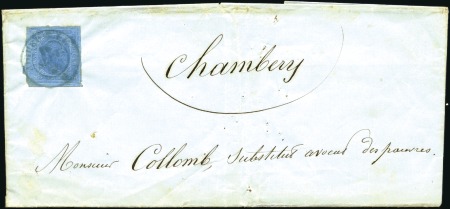 Chambery
Monsieur Collomb, Substitut avocat des pauvres.